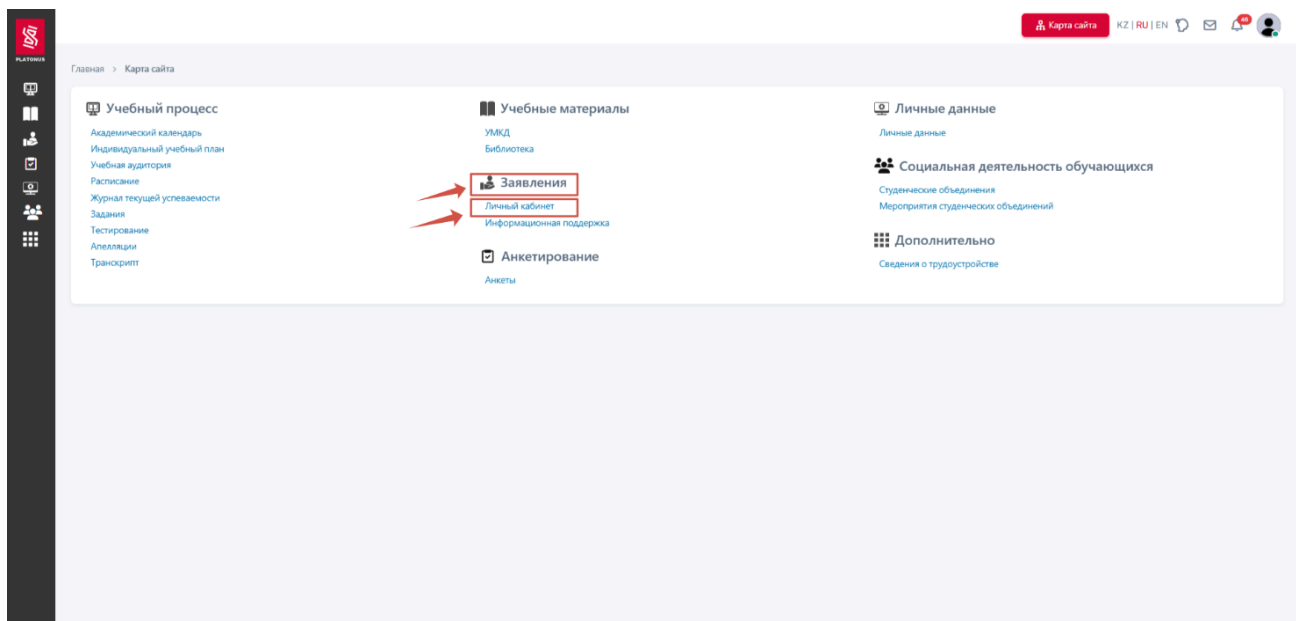 PLATONUS
Карта сайта
KZ | RU | EN
48
Главная > Карта сайта
Учебный процесс
Академический календарь
Индивидуальный учебный план
Учебная аудитория
Расписание
Журнал текущей успеваемости
Задания
Тестирование
Апелляции
Транскрипт
Учебные материалы
УМКД
Библиотека
Заявления
Личный кабинет
Информационная поддержка
Анкетирование
Анкеты
Личные данные
Личные данные
Социальная деятельность обучающихся
Студенческие объединения
Мероприятия студенческих объединений
Дополнительно
Сведения о трудоустройстве